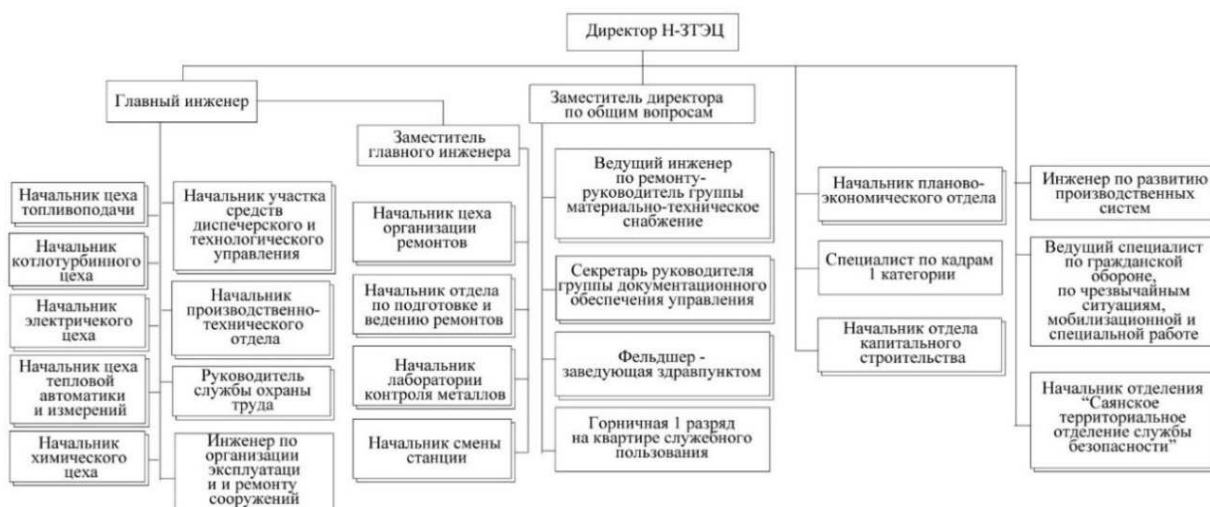 Директор Н-ЗТЭЦ
Главный инженер
Заместитель директора
по общим вопросам
Заместитель
главного инженера
Начальник цеха
топливоподачи
Начальник
котлотурбинного
цеха
Начальник
электричекого
цеха
Начальник цеха
тепловой
автоматики
и измерений
Начальник
химического
цеха
Начальник участка
средств
диспечерского и
технологического
управления
Начальник
производственно-
технического
отдела
Руководитель
службы охраны
труда
Инженер по
организации
эксплуатаци
и и ремонту
сооружений
Начальник цеха
организации
ремонтов
Начальник отдела
по подготовке и
ведению ремонтов
Начальник
лаборатории
контроля металлов
Начальник смены
станции
Ведущий инженер
по ремонту-
руководитель группы
материально-техническое
снабжение
Секретарь руководителя
группы документационного
обеспечения управления
Фельдшер -
заведующая здравпунктом
Горничная 1 разряд
на квартире служебного
пользования
Начальник планово-
экономического отдела
Специалист по кадрам
1 категории
Начальник отдела
капитального
строительства
Инженер по развитию
производственных
систем
Ведущий специалист
по гражданской
обороне,
по чрезвычайным
ситуациям,
мобилизационной и
специальной работе
Начальник отделения
“Саянское
территориальное
отделение службы
безопасности”